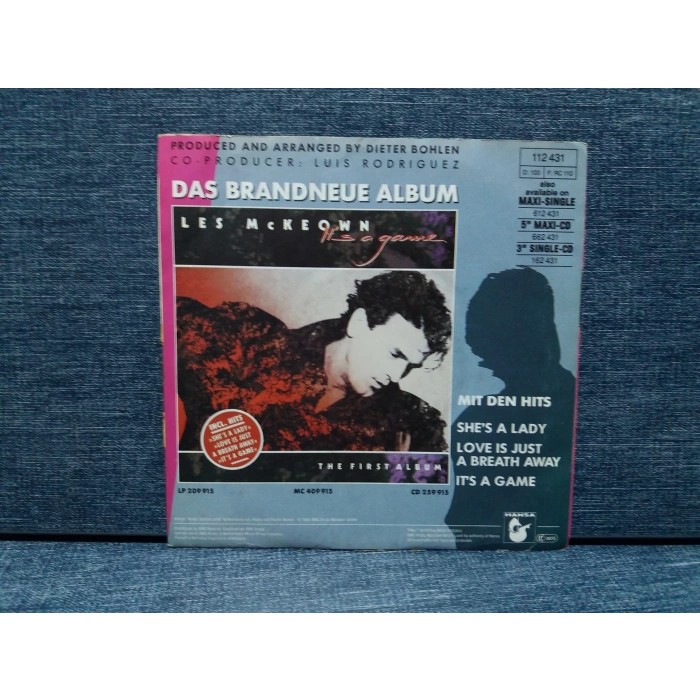 PRODUCED AND ARRANGED BY DIETER BOHLEN
CO-PRODUCER: LUIS RODRIGUEZ
DAS BRANDNEUE ALBUM
LES McKEOWN
It's a game
INCL. HITS
»SHE'S A LADY«
»LOVE IS JUST
A BREATH AWAY«
»IT'S A GAME«
THE FIRST ALBUM
LP 209 915
MC 409 915
CD 259 915
112 431
D: 100
F: RC 110
also
available on
MAXI-SINGLE
612 431
5" MAXI-CD
662 431
3" SINGLE-CD
162 431
MIT DEN HITS
SHE'S A LADY
LOVE IS JUST
A BREATH AWAY
IT'S A GAME
HANSA